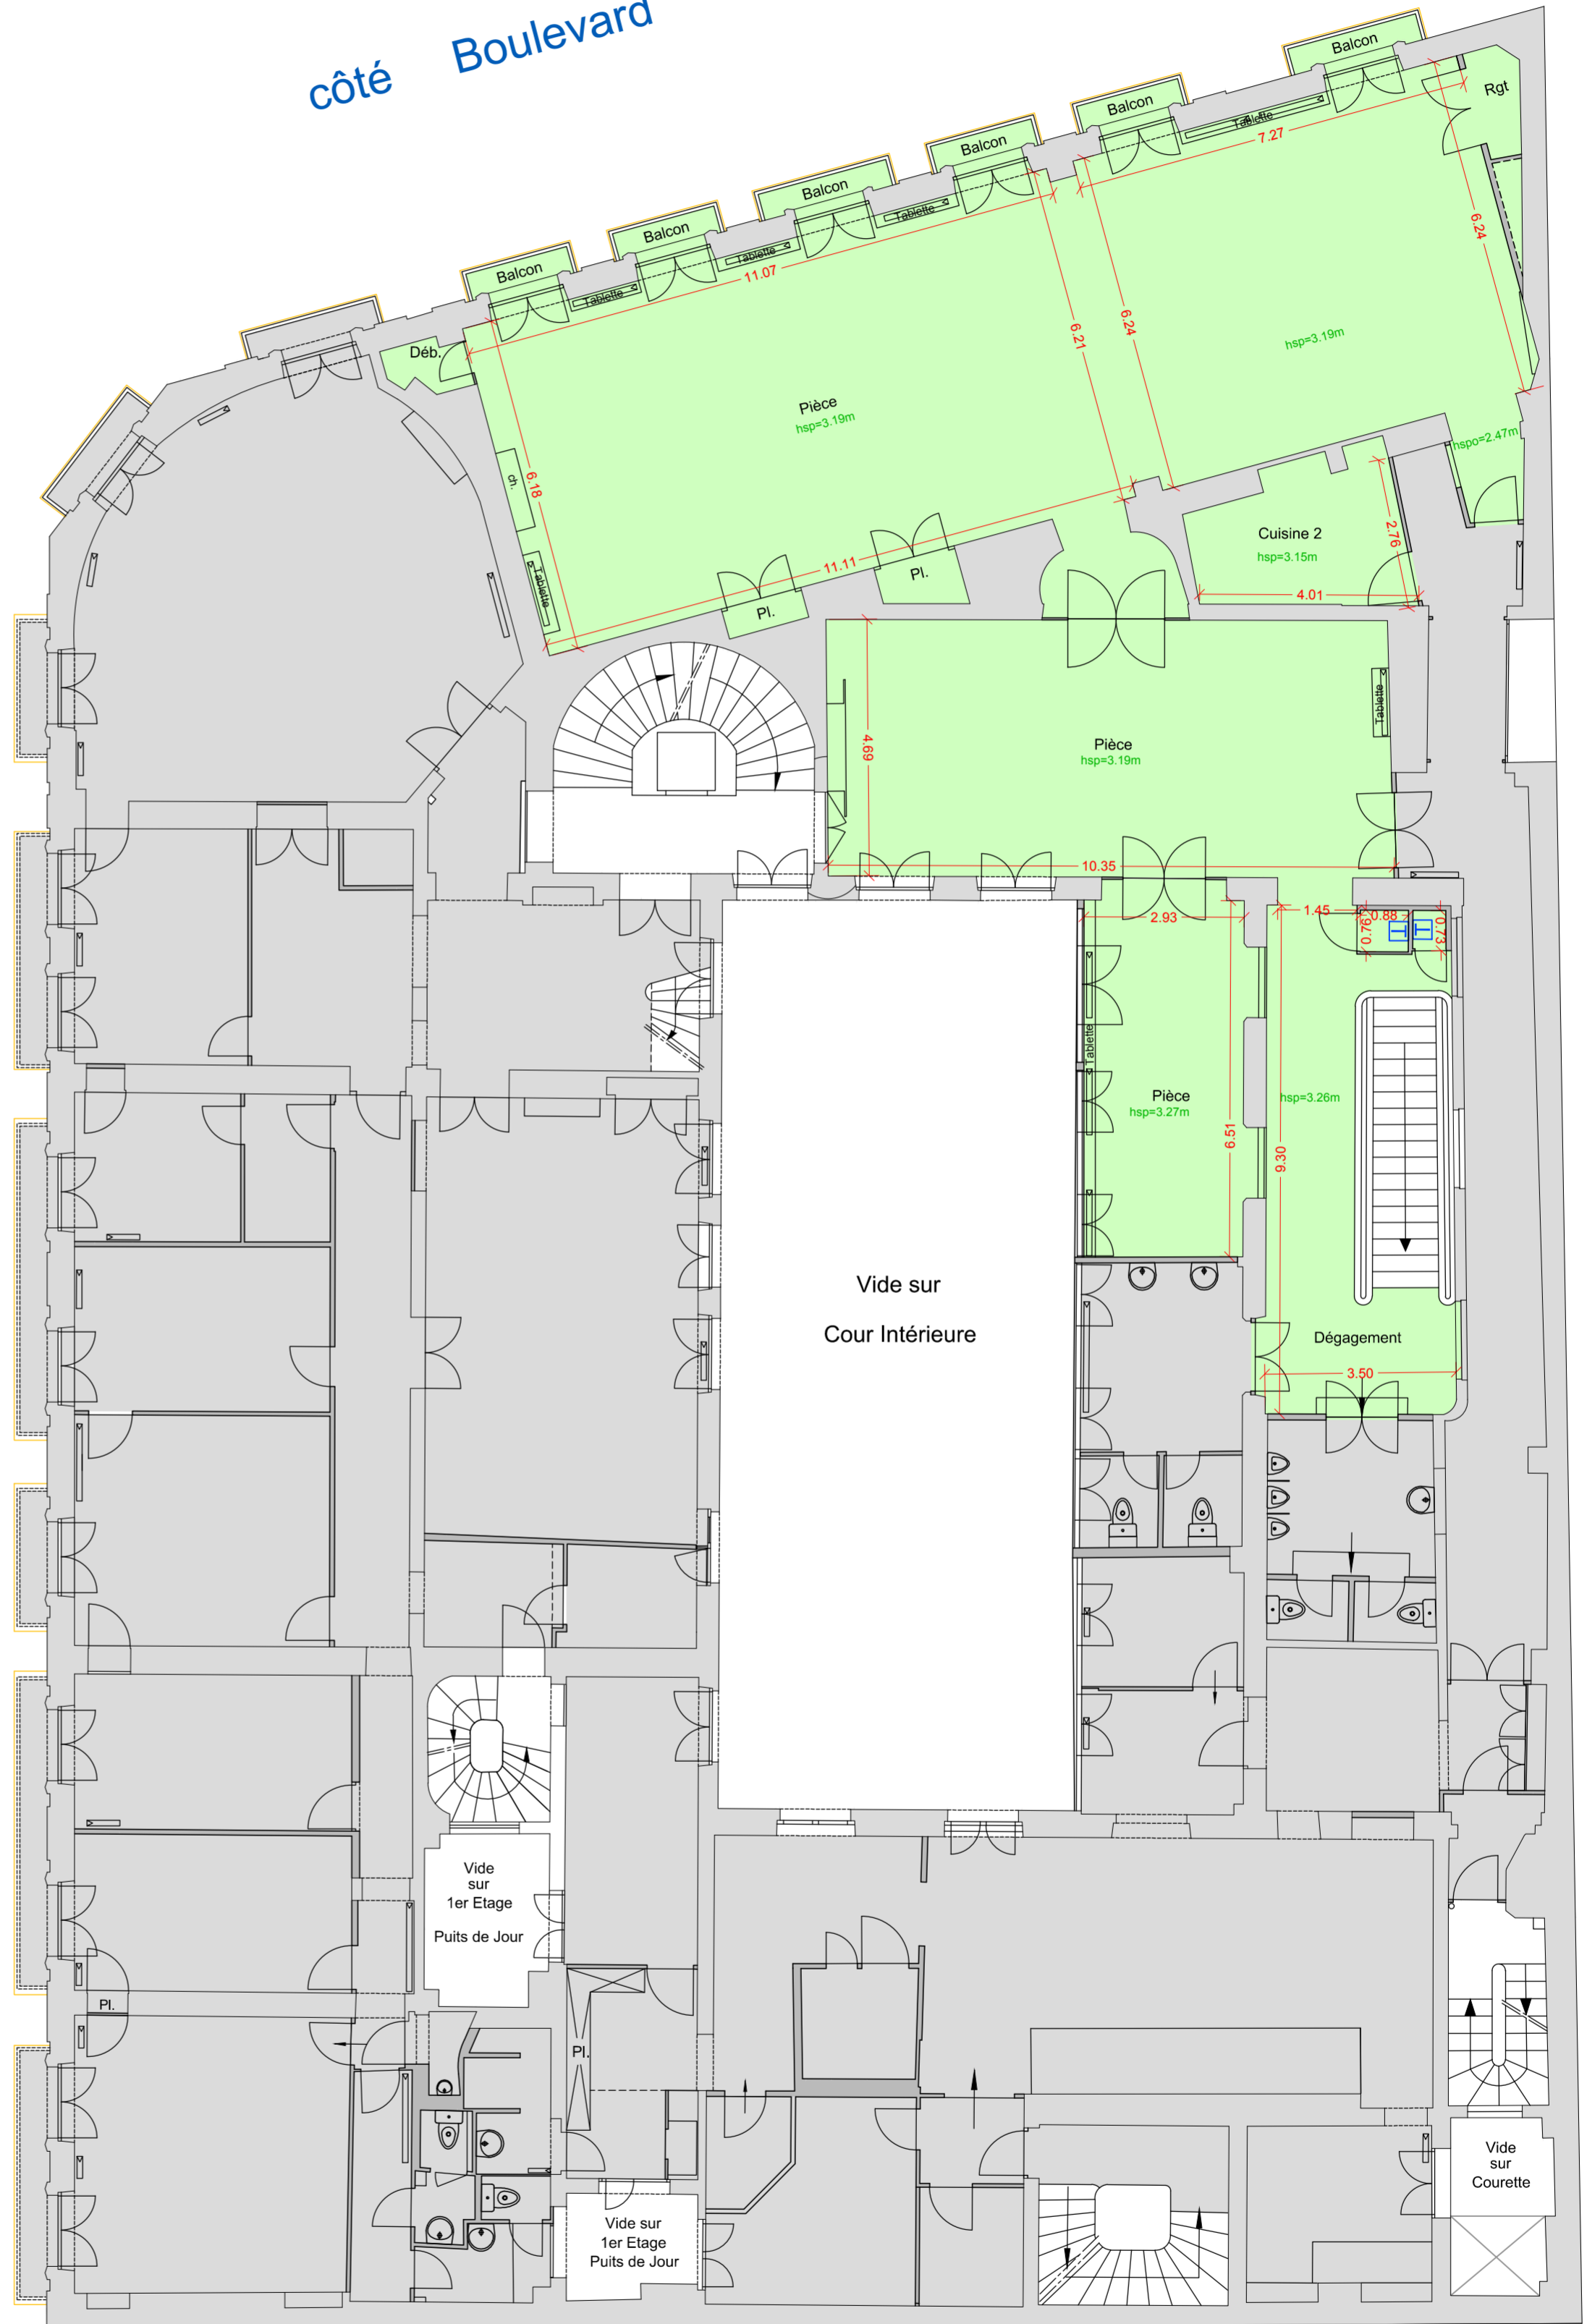 côté Boulevard
Balcon
Balcon
Balcon
Balcon
Balcon
Balcon
Rgt
Tablette
7.27
Tablette
Tablette
Tablette
11.07
6.24
6.21
6.24
hsp=3.19m
Déb.
Pièce
hsp=3.19m
ch.
6.18
hspo=2.47m
Cuisine 2
hsp=3.15m
2.76
4.01
Tablette
11.11
Pl.
Pl.
4.69
Pièce
hsp=3.19m
Tablette
10.35
2.93
1.45
0.88
0.76
0.73
Tablette
Pièce
hsp=3.27m
6.51
hsp=3.26m
9.30
Vide sur
Cour Intérieure
Dégagement
3.50
Vide
sur
1er Etage
Puits de Jour
Pl.
Pl.
Vide
sur
Courette
Vide sur
1er Etage
Puits de Jour